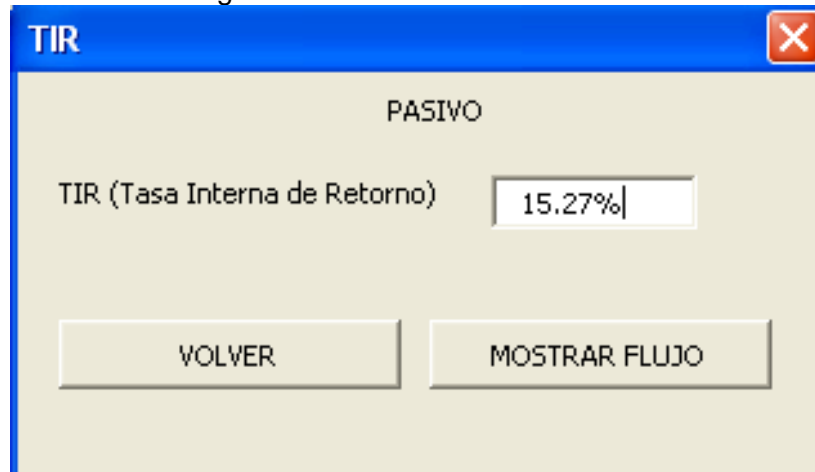 TIR
PASIVO
TIR (Tasa Interna de Retorno) 15.27%
VOLVER MOSTRAR FLUJO